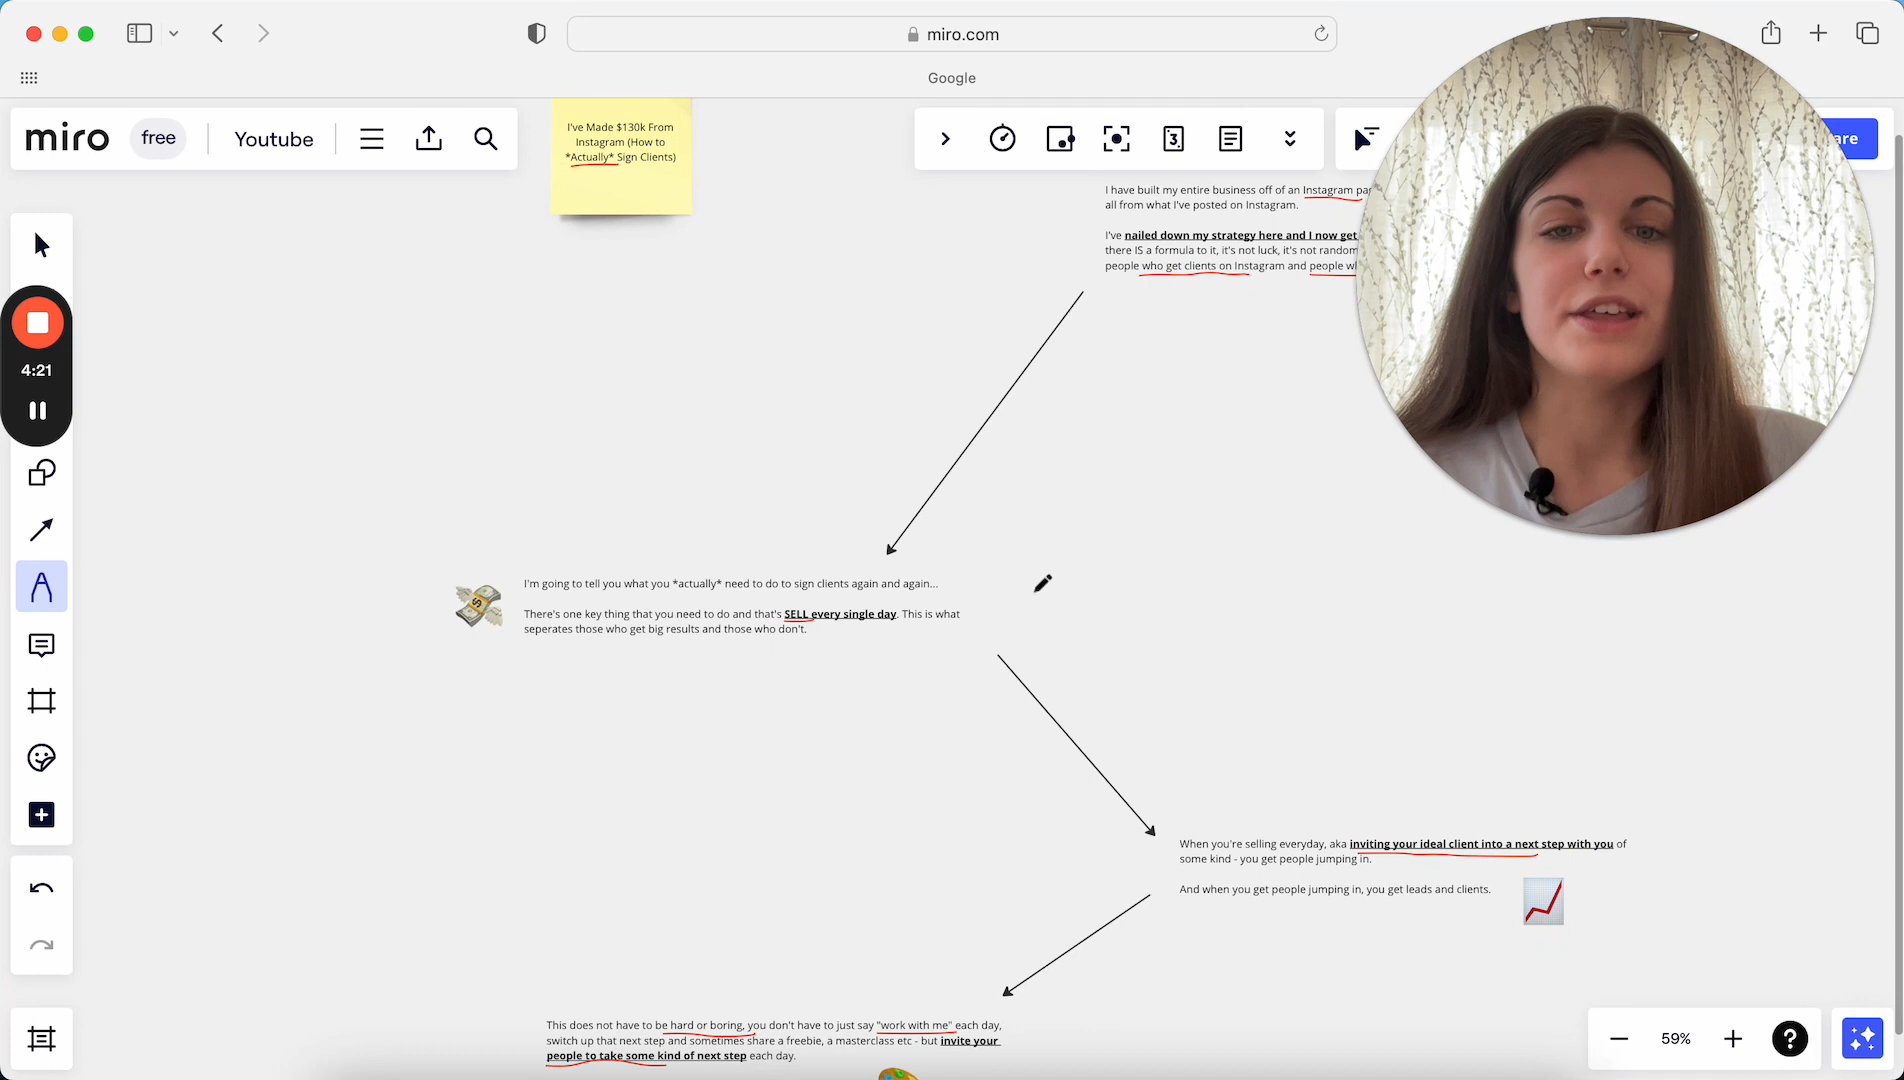 miro.com
Google
miro
free
Youtube
I've Made $130k From
Instagram (How to
*Actually* Sign Clients)
3
are
I have built my entire business off of an Instagram
all from what I've posted on Instagram.
I've nailed down my strategy here and I now get
there IS a formula to it, it's not luck, it's not random
people who get clients on Instagram and people
4:21
I'm going to tell you what you *actually* need to do to sign clients again and again...
There's one key thing that you need to do and that's SELL every single day. This is what
seperates those who get big results and those who don't.
When you're selling everyday, aka inviting your ideal client into a next step with you of
some kind - you get people jumping in.
And when you get people jumping in, you get leads and clients.
This does not have to be hard or boring, you don't have to just say "work with me" each day,
switch up that next step and sometimes share a freebie, a masterclass etc - but invite your
people to take some kind of next step each day.
59%
?